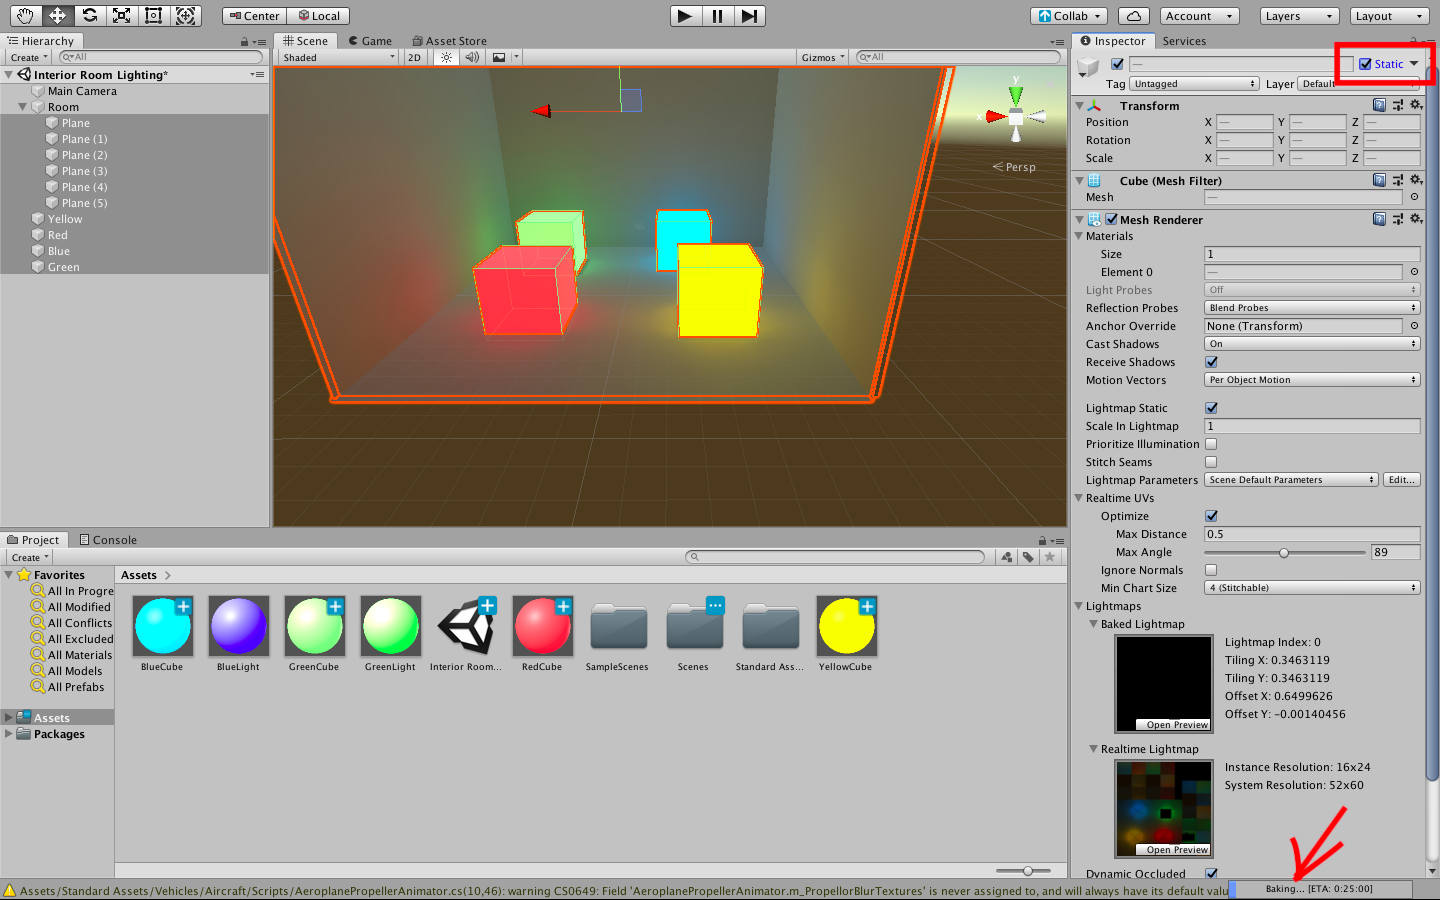 Center
Local
Collab
Account
Layers
Layout
Hierarchy
Create
All
Interior Room Lighting*
Main Camera
Room
Plane
Plane (1)
Plane (2)
Plane (3)
Plane (4)
Plane (5)
Yellow
Red
Blue
Green
Scene
Game
Asset Store
Shaded
2D
Gizmos
All
y
x
Persp
Inspector
Services
Static
Tag
Untagged
Layer
Default
Transform
Position X — Y — Z —
Rotation X — Y — Z —
Scale X — Y — Z —
Cube (Mesh Filter)
Mesh —
Mesh Renderer
Materials
Size 1
Element 0 —
Light Probes Off
Reflection Probes Blend Probes
Anchor Override None (Transform)
Cast Shadows On
Receive Shadows
Motion Vectors Per Object Motion
Lightmap Static
Scale In Lightmap 1
Prioritize Illumination
Stitch Seams
Lightmap Parameters Scene Default Parameters Edit...
Realtime UVs
Optimize
Max Distance 0.5
Max Angle 89
Ignore Normals
Min Chart Size 4 (Stitchable)
Lightmaps
Baked Lightmap
Lightmap Index: 0
Tiling X: 0.3463119
Tiling Y: 0.3463119
Offset X: 0.6499626
Offset Y: -0.00140456
Open Preview
Realtime Lightmap
Instance Resolution: 16x24
System Resolution: 52x60
Open Preview
Dynamic Occluded
Project
Console
Create
Favorites
All In Progre
All Modified
All Conflicts
All Excluded
All Materials
All Models
All Prefabs
Assets
Packages
Assets
BlueCube
BlueLight
GreenCube
GreenLight
Interior Room...
RedCube
SampleScenes
Scenes
Standard Ass...
YellowCube
Assets/Standard Assets/Vehicles/Aircraft/Scripts/AeroplanePropellerAnimator.cs(10,46): warning CS0649: Field 'AeroplanePropellerAnimator.m_PropellorBlurTextures' is never assigned to, and will always have its default valu
Baking... [ETA: 0:25:00]